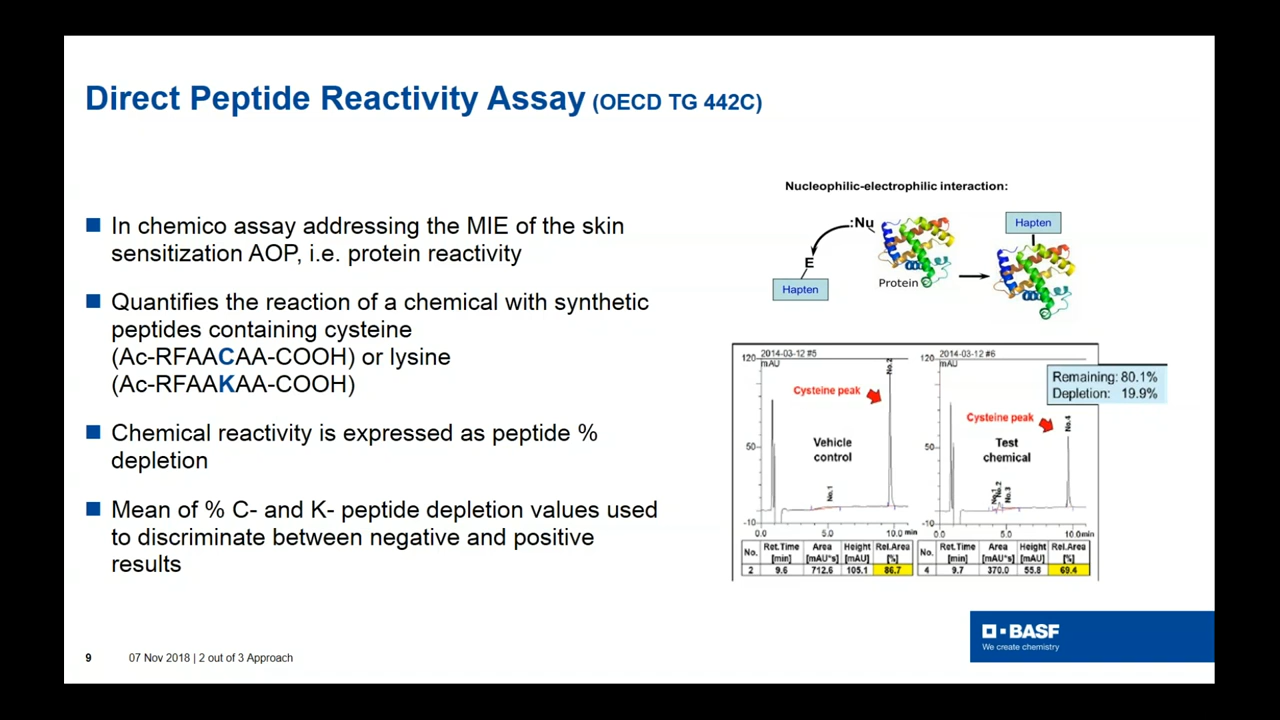 Direct Peptide Reactivity Assay (OECD TG 442C)
In chemico assay addressing the MIE of the skin
sensitization AOP, i.e. protein reactivity
Quantifies the reaction of a chemical with synthetic
peptides containing cysteine
(Ac-RFAACAA-COOH) or lysine
(Ac-RFAAKAA-COOH)
Chemical reactivity is expressed as peptide %
depletion
Mean of % C- and K- peptide depletion values used
to discriminate between negative and positive
results
Nucleophilic-electrophilic interaction:
:Nu
E
Hapten
Protein
Hapten
120
2014-03-12 #5
mAU
No.2
Cysteine peak
Vehicle
control
50
No.1
-10
0.0 5.0 10.0 min
No. Ret.Time Area Height Rel.Area
[min] [mAU*s] [mAU] [%]
2 9.6 712.6 105.1 86.7
120
2014-03-12 #6
mAU
Remaining: 80.1%
Depletion: 19.9%
Cysteine peak
No.4
Test
chemical
50
No.1
No.2
No.3
-10
0.0 5.0 10.0 min
No. Ret.Time Area Height Rel.Area
[min] [mAU*s] [mAU] [%]
4 9.7 370.0 55.8 69.4
BASF
We create chemistry
9 07 Nov 2018 | 2 out of 3 Approach